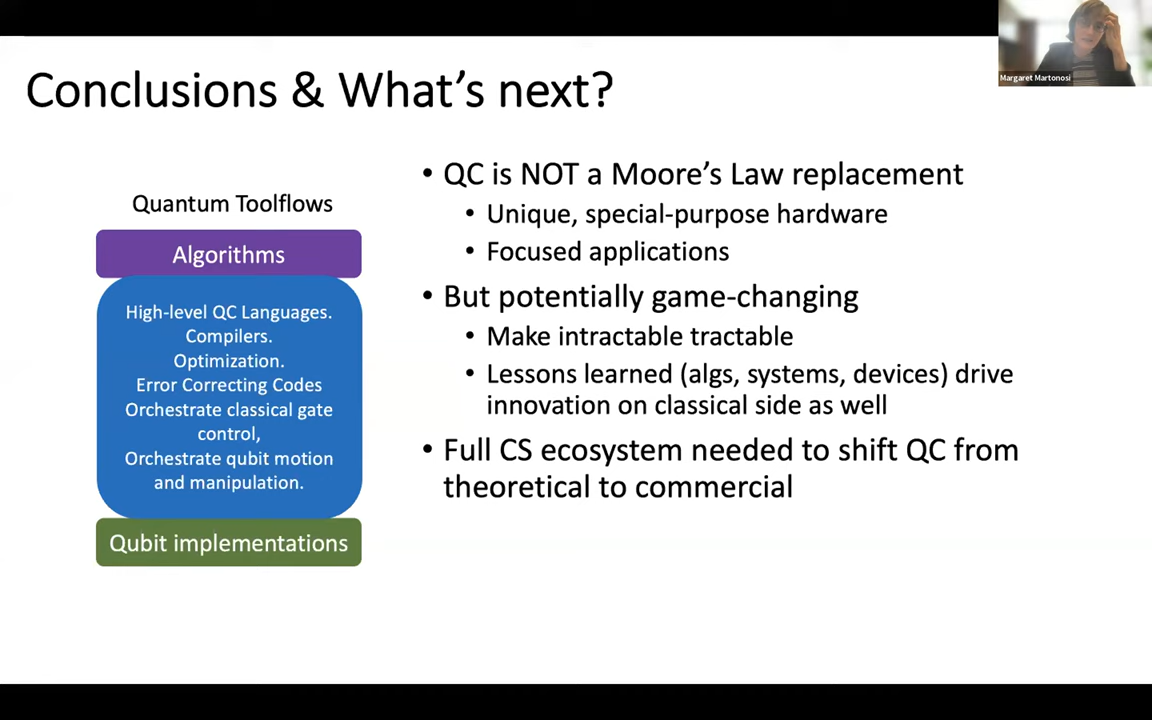 Margaret Martonosi
Conclusions & What's next?
Quantum Toolflows
Algorithms
High-level QC Languages.
Compilers.
Optimization.
Error Correcting Codes
Orchestrate classical gate
control,
Orchestrate qubit motion
and manipulation.
Qubit implementations
• QC is NOT a Moore's Law replacement
• Unique, special-purpose hardware
• Focused applications
• But potentially game-changing
• Make intractable tractable
• Lessons learned (algs, systems, devices) drive
innovation on classical side as well
• Full CS ecosystem needed to shift QC from
theoretical to commercial